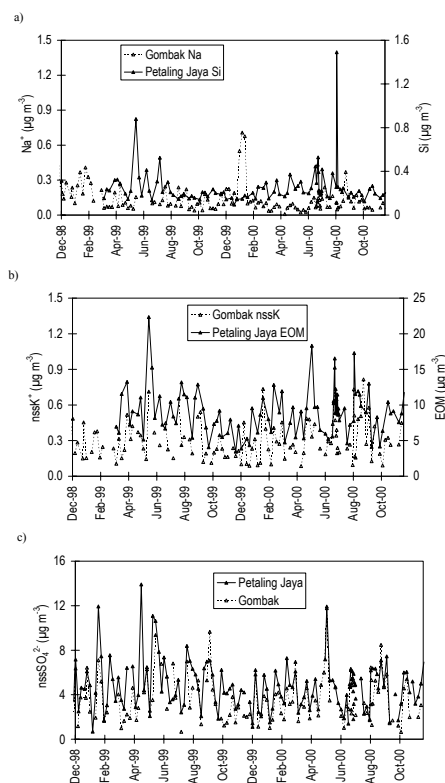 a)
Gombak Na
Petaling Jaya Si
Na⁺ (µg m⁻³)
Si (µg m⁻³)
1.5
1.2
0.9
0.6
0.3
0.0
1.6
1.2
0.8
0.4
0
Dec-98 Feb-99 Apr-99 Jun-99 Aug-99 Oct-99 Dec-99 Feb-00 Apr-00 Jun-00 Aug-00 Oct-00
b)
Gombak nssK
Petaling Jaya EOM
nssK⁺ (µg m⁻³)
EOM (µg m⁻³)
1.5
1.2
0.9
0.6
0.3
0.0
25
20
15
10
5
0
Dec-98 Feb-99 Apr-99 Jun-99 Aug-99 Oct-99 Dec-99 Feb-00 Apr-00 Jun-00 Aug-00 Oct-00
c)
Petaling Jaya
Gombak
nssSO₄²⁻ (µg m⁻³)
16
12
8
4
0
Dec-98 Feb-99 Apr-99 Jun-99 Aug-99 Oct-99 Dec-99 Feb-00 Apr-00 Jun-00 Aug-00 Oct-00